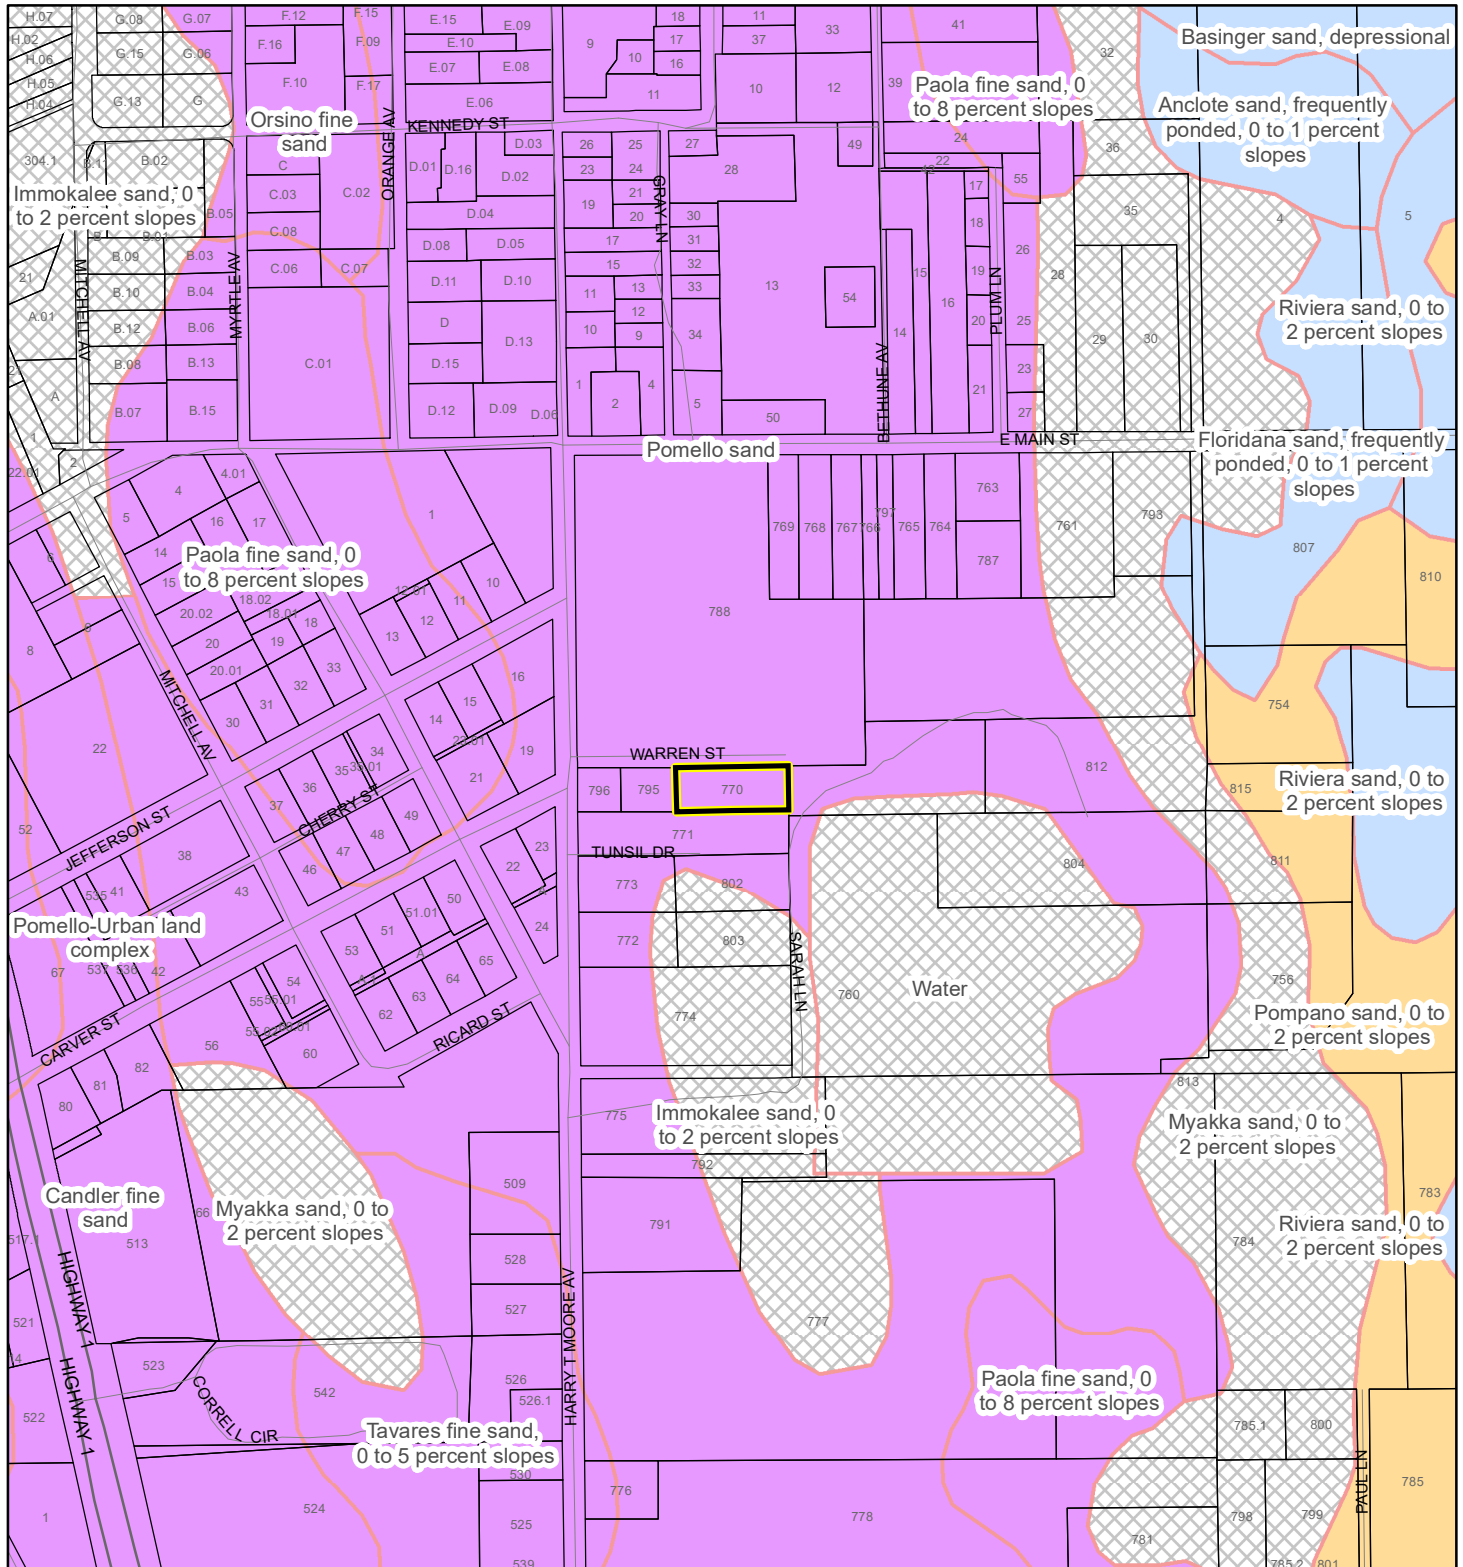 H.07
G.08
G.07
F.12
F.15
E.15
E.09
18
11
33
41
H.02
G.15
G.06
F.16
F.09
E.10
9
10
17
37
32
Basinger sand, depressional
H.06
H.05
H.04
G.13
G
F.10
F.17
E.07
E.08
16
11
10
12
39
Paola fine sand, 0
to 8 percent slopes
Anclote sand, frequently
ponded, 0 to 1 percent
slopes
E.06
Orsino fine
sand
ORANGE AV
KENNEDY ST
304.1
B.02
C
C.03
C.02
D.01
D.16
D.03
D.02
26
25
27
28
49
24
22
36
23
24
Immokalee sand, 0
to 2 percent slopes
B.05
C.08
D.04
19
21
20
GRAY LN
30
17
55
35
4
5
B.09
B.03
C.06
C.07
D.08
D.05
17
31
18
26
21
B.10
B.04
D.11
D.10
15
32
13
54
15
16
19
28
A.01
MITCHELL AV
MYRTLE AV
B.12
B.06
D
11
13
33
12
PLUM LN
20
25
29
30
Riviera sand, 0 to
2 percent slopes
B.08
B.13
C.01
D.15
D.13
10
9
34
14
23
A
B.07
B.15
D.12
D.09
D.06
1
2
4
5
50
BETHUNE AV
21
27
1
2
Pomello sand
E MAIN ST
Floridana sand, frequently
ponded, 0 to 1 percent
slopes
22.01
4
4.01
5
16
17
1
769
768
767
766
797
765
764
763
787
761
793
807
810
6
14
15
Paola fine sand, 0
to 8 percent slopes
12.01
10
11
12
13
788
18.02
18.01
18
20.02
20
19
20.01
8
33
32
31
30
MITCHELL AV
16
15
14
23.01
19
21
754
22
WARREN ST
812
34
35
35.01
36
37
796
795
770
815
Riviera sand, 0 to
2 percent slopes
52
JEFFERSON ST
CHERRY ST
49
48
47
46
771
TUNSIL DR
38
43
23
22
773
802
804
811
535
41
50
51.01
51
53
24
Pomello-Urban land
complex
67
537
536
42
A
A.1
65
64
63
62
772
803
SARAH LN
760
Water
756
54
55
55.01
774
CARVER ST
56
60
RICARD ST
Pompano sand, 0 to
2 percent slopes
82
81
80
775
Immokalee sand, 0
to 2 percent slopes
813
Myakka sand, 0 to
2 percent slopes
792
Candler fine
sand
66
Myakka sand, 0 to
2 percent slopes
509
791
784
783
Riviera sand, 0 to
2 percent slopes
517.1
513
HIGHWAY 1
528
527
777
521
523
542
526
526.1
HARRY T MOORE AV
Paola fine sand, 0
to 8 percent slopes
522
HIGHWAY 1
CORRELL CIR
Tavares fine sand,
0 to 5 percent slopes
785.1
800
530
PAUL LN
785
1
524
525
776
778
798
799
781
539
785.2
801